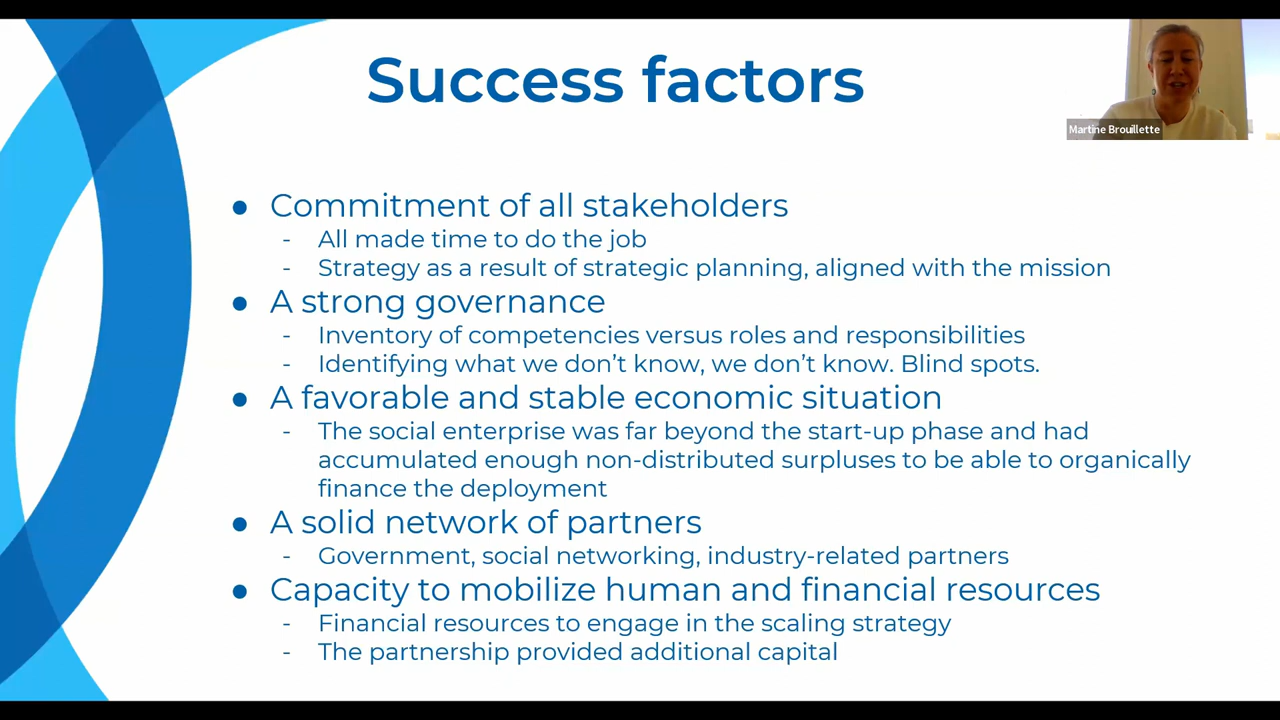 Success factors
Martine Brouillette
● Commitment of all stakeholders
- All made time to do the job
- Strategy as a result of strategic planning, aligned with the mission
● A strong governance
- Inventory of competencies versus roles and responsibilities
- Identifying what we don’t know, we don’t know. Blind spots.
● A favorable and stable economic situation
- The social enterprise was far beyond the start-up phase and had
accumulated enough non-distributed surpluses to be able to organically
finance the deployment
● A solid network of partners
- Government, social networking, industry-related partners
● Capacity to mobilize human and financial resources
- Financial resources to engage in the scaling strategy
- The partnership provided additional capital